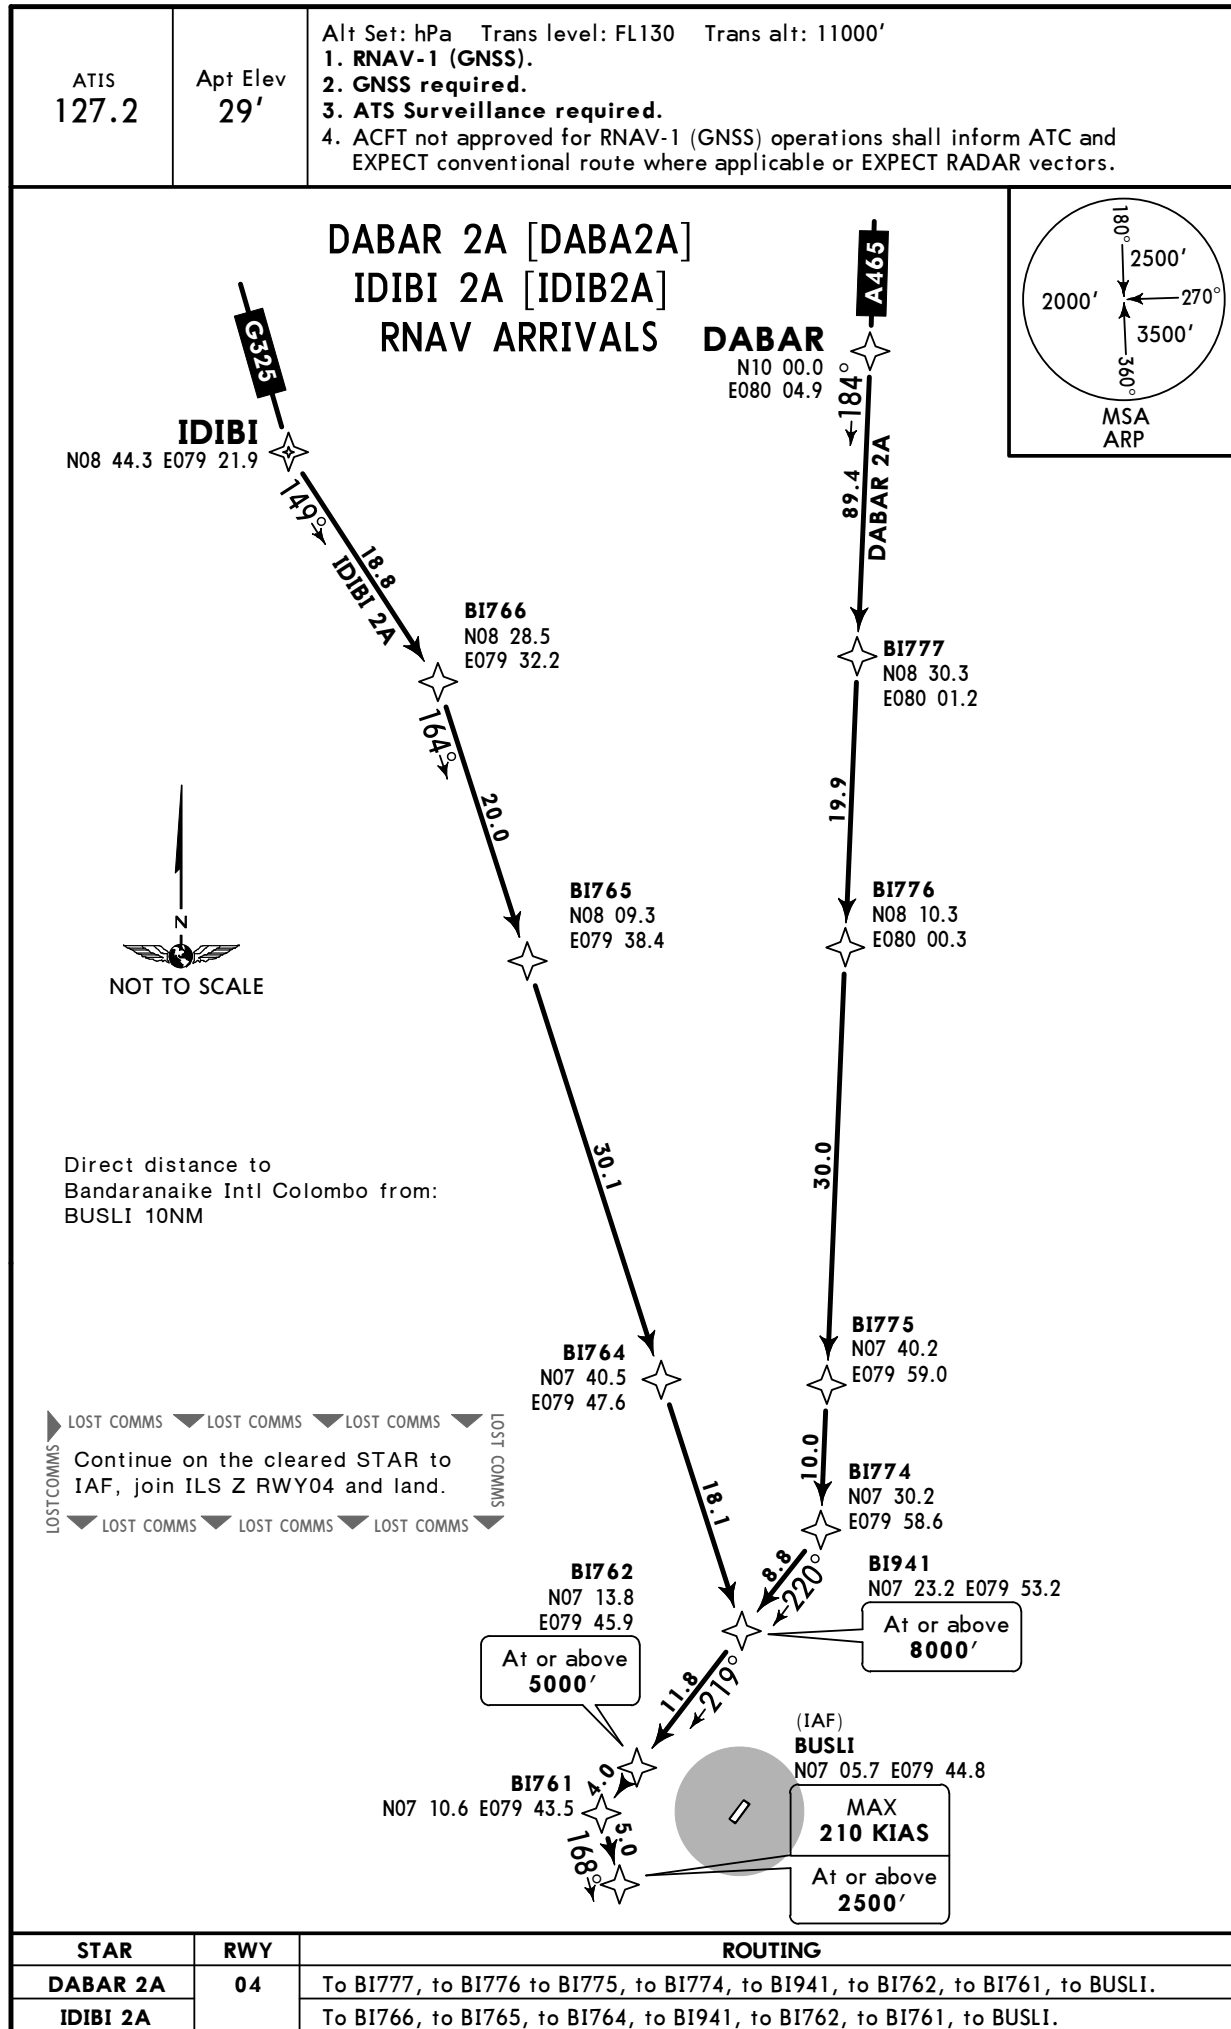 ATIS
127.2
Apt Elev
29'
Alt Set: hPa Trans level: FL130 Trans alt: 11000'
1. RNAV-1 (GNSS).
2. GNSS required.
3. ATS Surveillance required.
4. ACFT not approved for RNAV-1 (GNSS) operations shall inform ATC and
EXPECT conventional route where applicable or EXPECT RADAR vectors.
DABAR 2A [DABA2A]
IDIBI 2A [IDIB2A]
RNAV ARRIVALS
180°
2500'
2000'
270°
3500'
360°
MSA
ARP
A465
DABAR
N10 00.0
E080 04.9
184°
89.4
DABAR 2A
G325
IDIBI
N08 44.3 E079 21.9
149°
18.8
IDIBI 2A
BI766
N08 28.5
E079 32.2
BI777
N08 30.3
E080 01.2
164°
20.0
19.9
N
NOT TO SCALE
BI765
N08 09.3
E079 38.4
BI776
N08 10.3
E080 00.3
30.1
30.0
Direct distance to
Bandaranaike Intl Colombo from:
BUSLI 10NM
BI764
N07 40.5
E079 47.6
BI775
N07 40.2
E079 59.0
LOST COMMS LOST COMMS LOST COMMS
LOST COMMS
LOSTCOMMS
Continue on the cleared STAR to
IAF, join ILS Z RWY04 and land.
LOST COMMS LOST COMMS LOST COMMS
18.1
10.0
BI774
N07 30.2
E079 58.6
8.8
220°
BI941
N07 23.2 E079 53.2
At or above
8000'
BI762
N07 13.8
E079 45.9
At or above
5000'
11.8
219°
BI761
N07 10.6 E079 43.5
4.0
5.0
168°
(IAF)
BUSLI
N07 05.7 E079 44.8
MAX
210 KIAS
At or above
2500'
STAR RWY ROUTING
DABAR 2A 04 To BI777, to BI776 to BI775, to BI774, to BI941, to BI762, to BI761, to BUSLI.
IDIBI 2A To BI766, to BI765, to BI764, to BI941, to BI762, to BI761, to BUSLI.